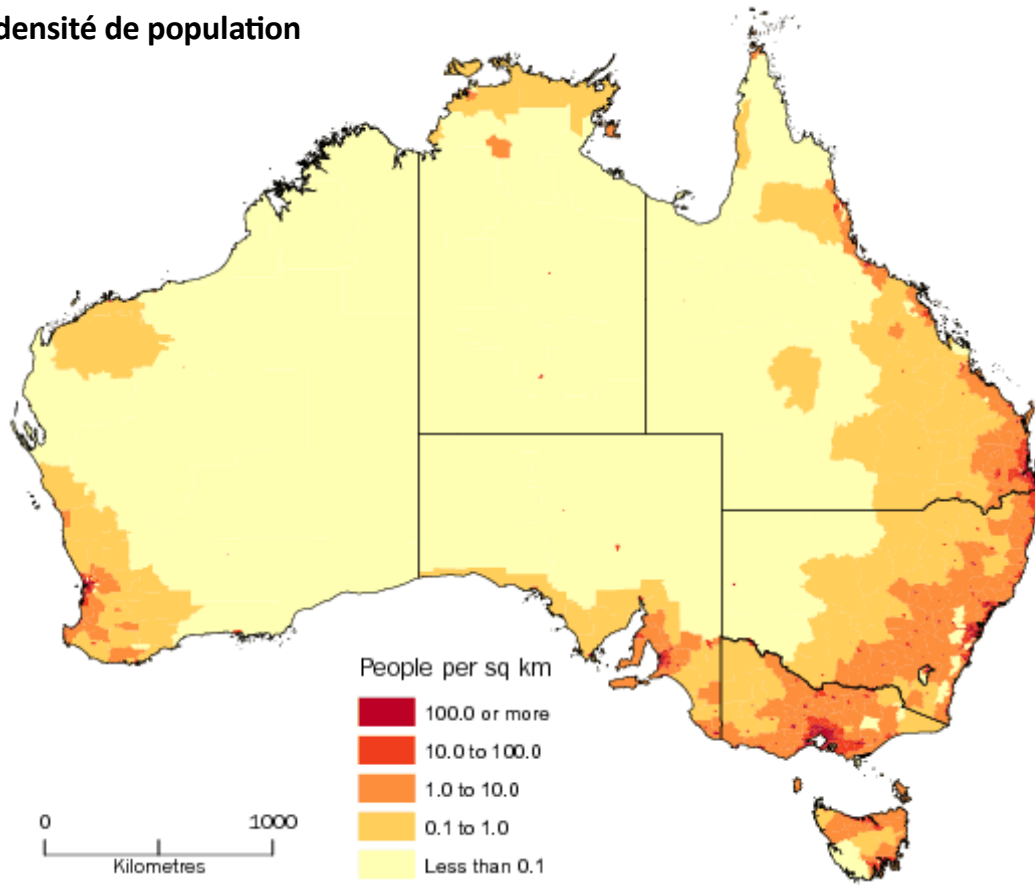 densité de population
People per sq km
100.0 or more
10.0 to 100.0
1.0 to 10.0
0.1 to 1.0
Less than 0.1
0 1000
Kilometres